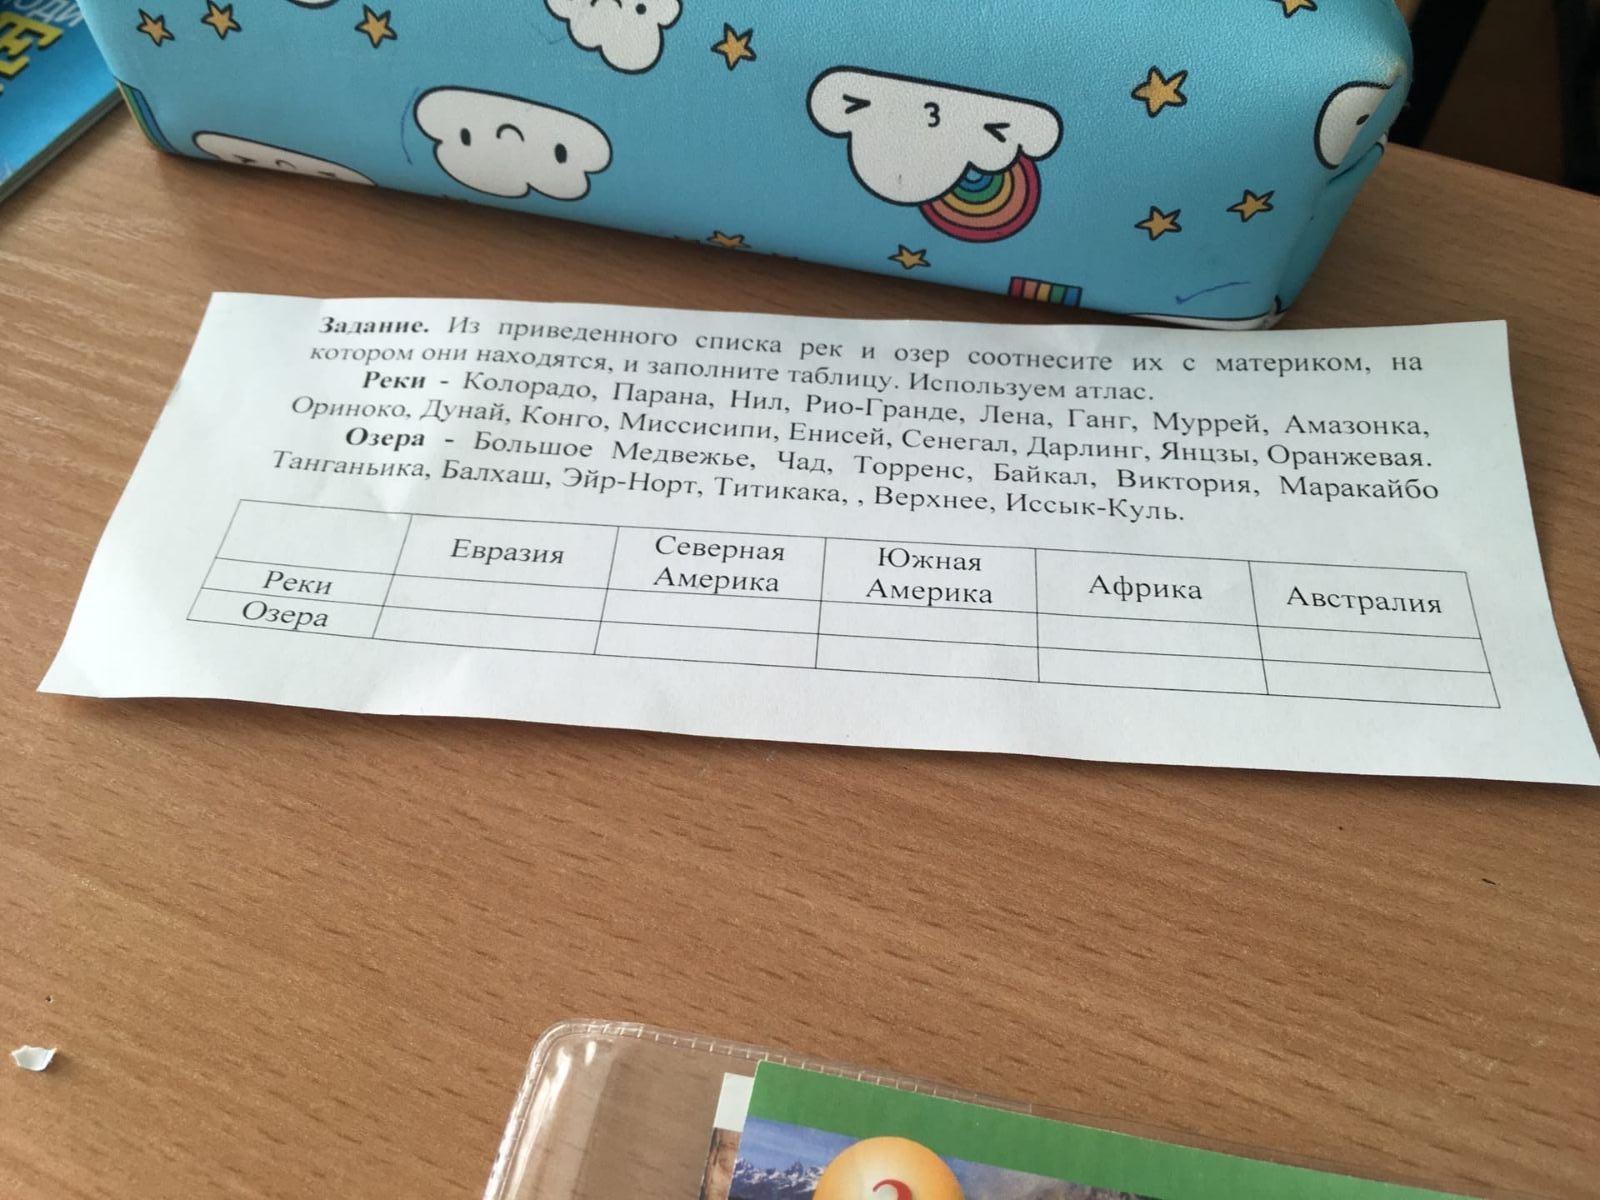 Задание. Из приведенного списка рек и озер соотнесите их с материком, на
котором они находятся, и заполните таблицу. Используем атлас.
Реки - Колорадо, Парана, Нил, Рио-Гранде, Лена, Ганг, Муррей, Амазонка,
Ориноко, Дунай, Конго, Миссисипи, Енисей, Сенегал, Дарлинг, Янцзы, Оранжевая.
Озера - Большое Медвежье, Чад, Торренс, Байкал, Виктория, Маракайбо
Танганьика, Балхаш, Эйр-Норт, Титикака, , Верхнее, Иссык-Куль.
Евразия
Северная
Америка
Южная
Америка
Африка
Австралия
Реки
Озера